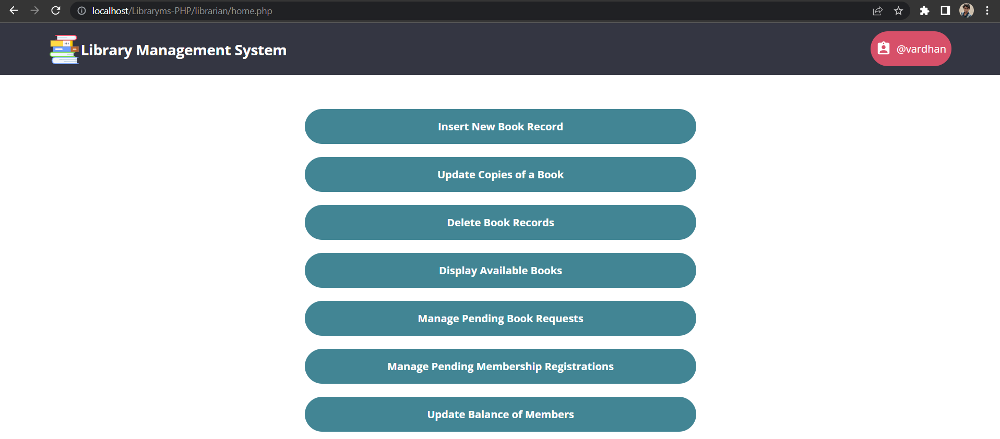 localhost/Libraryms-PHP/librarian/home.php
Library Management System
@vardhan
Insert New Book Record
Update Copies of a Book
Delete Book Records
Display Available Books
Manage Pending Book Requests
Manage Pending Membership Registrations
Update Balance of Members